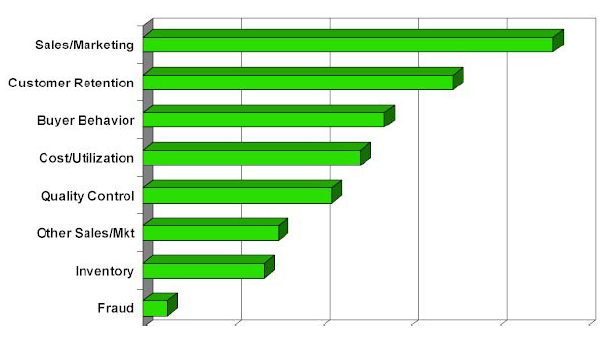 Sales/Marketing
Customer Retention
Buyer Behavior
Cost/Utilization
Quality Control
Other Sales/Mkt
Inventory
Fraud